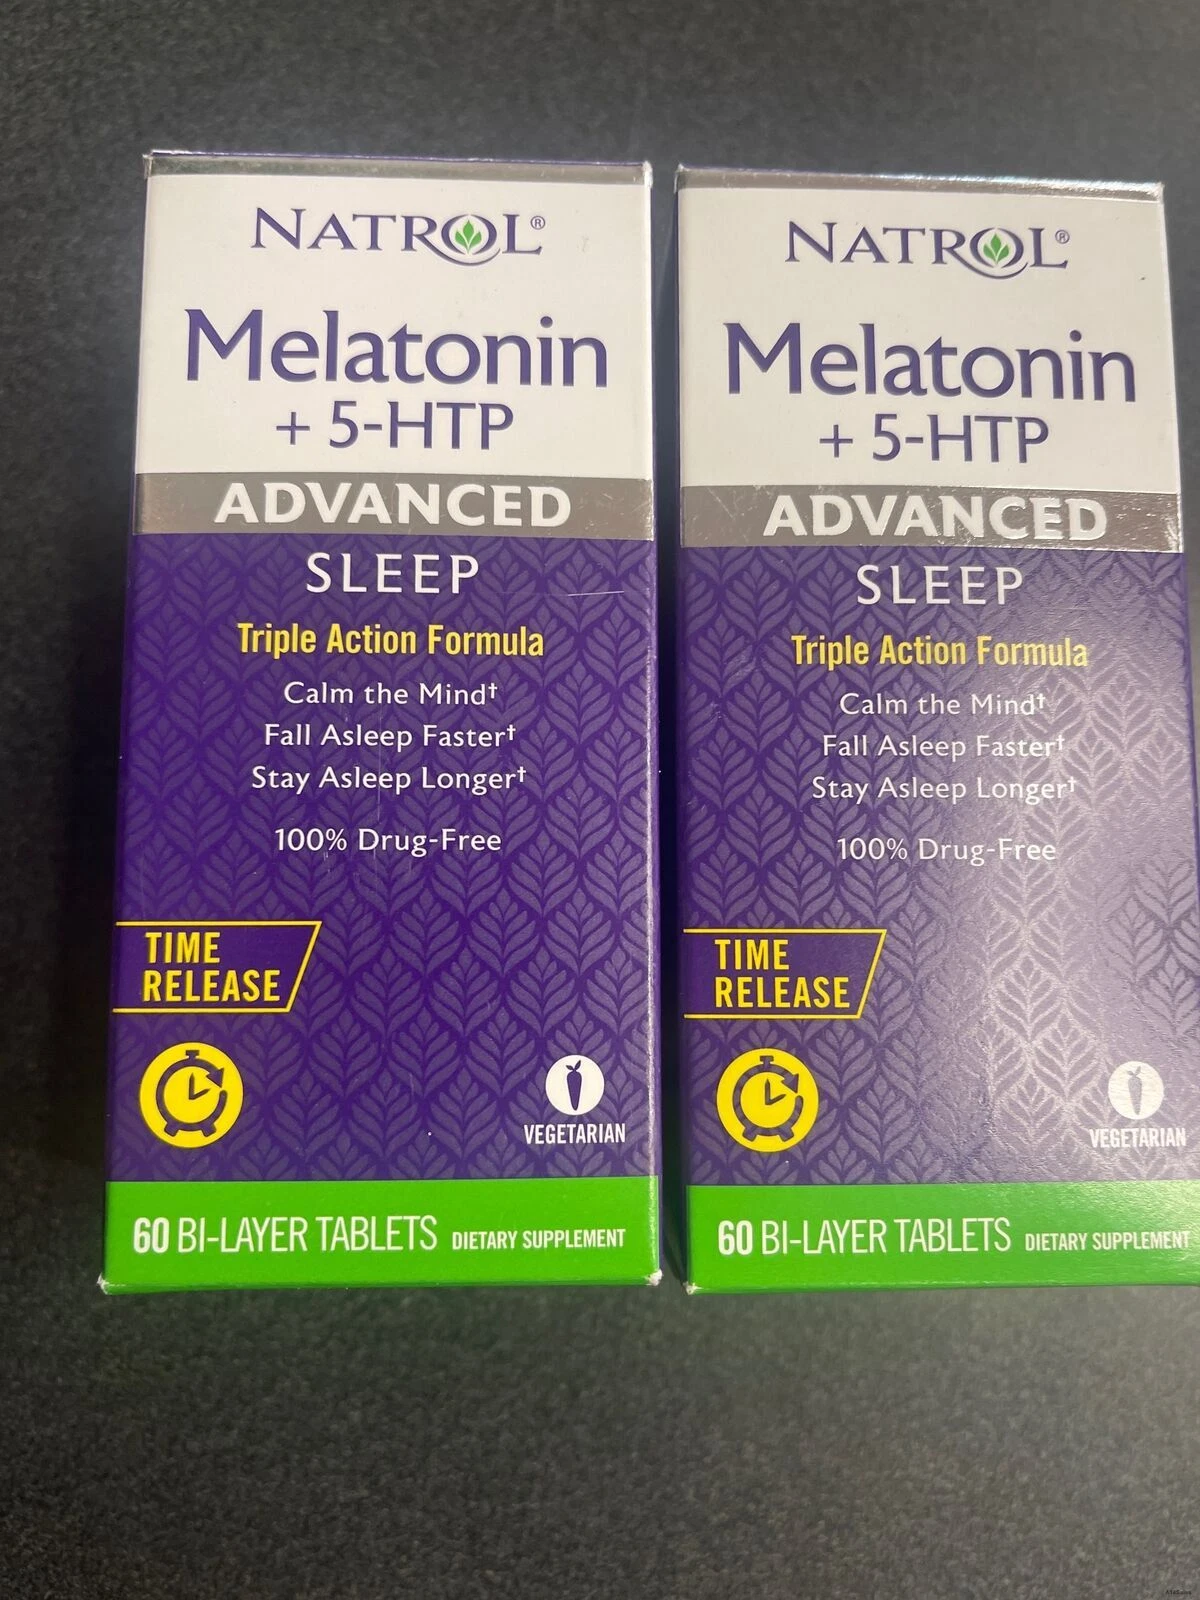 NATROL®
Melatonin
+ 5-HTP
ADVANCED
SLEEP
Triple Action Formula
Calm the Mind†
Fall Asleep Faster†
Stay Asleep Longer†
100% Drug-Free
TIME
RELEASE
VEGETARIAN
60 BI-LAYER TABLETS DIETARY SUPPLEMENT
NATROL®
Melatonin
+ 5-HTP
ADVANCED
SLEEP
Triple Action Formula
Calm the Mind†
Fall Asleep Faster†
Stay Asleep Longer†
100% Drug-Free
TIME
RELEASE
VEGETARIAN
60 BI-LAYER TABLETS DIETARY SUPPLEMENT